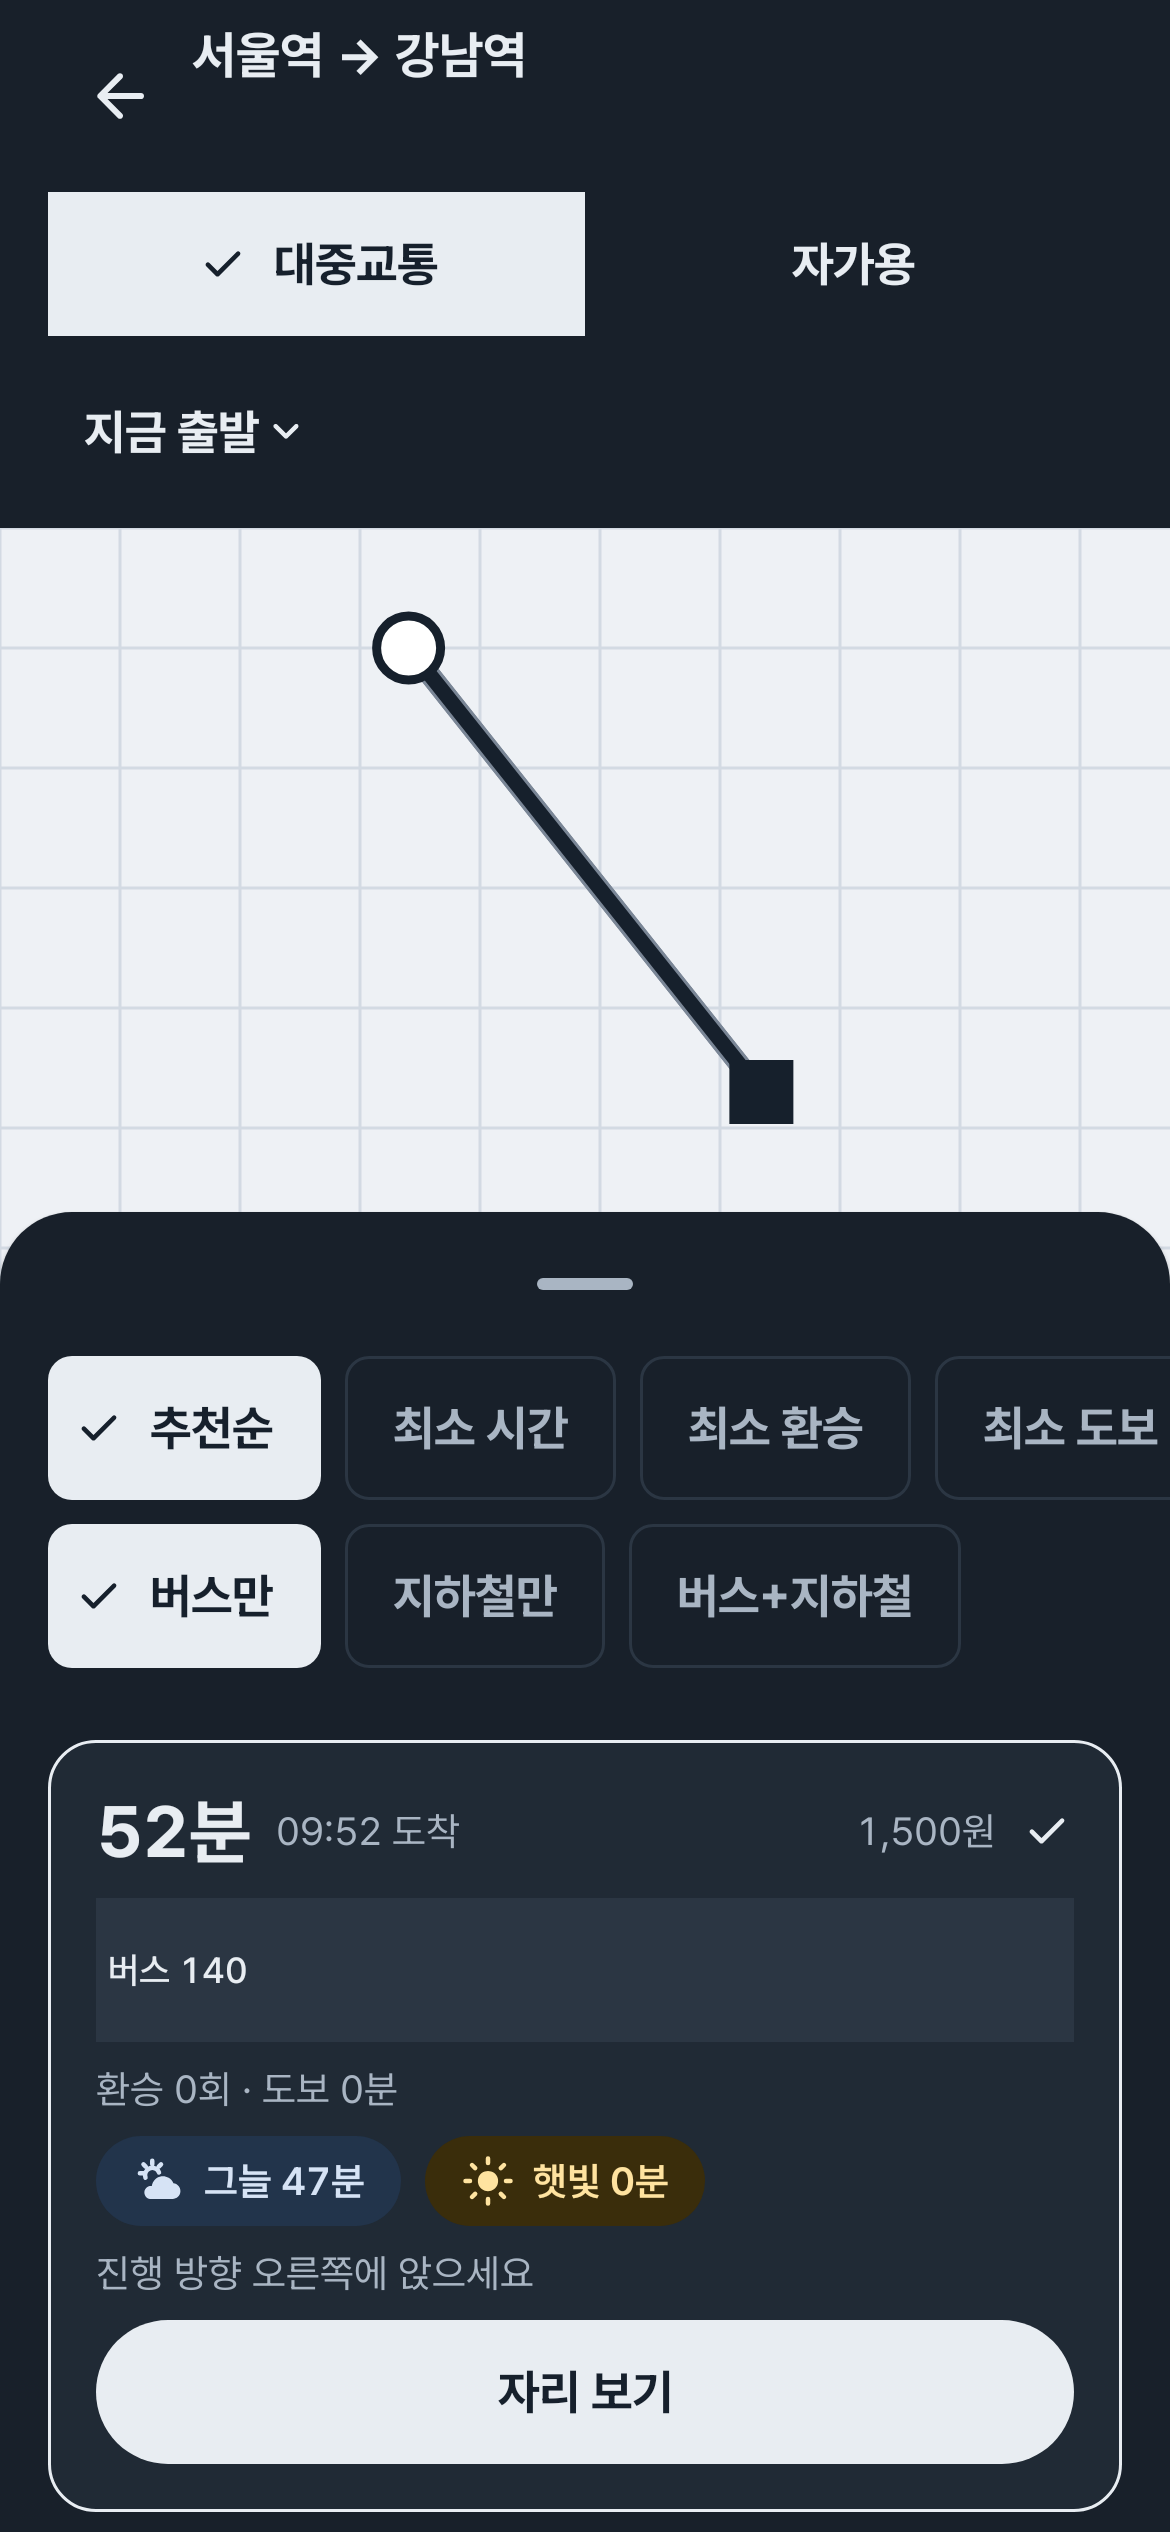 서울역 → 강남역
대중교통
자가용
지금 출발
추천순
최소 시간
최소 환승
최소 도보
버스만
지하철만
버스+지하철
52분 09:52 도착 1,500원
버스 140
환승 0회 · 도보 0분
그늘 47분
햇빛 0분
진행 방향 오른쪽에 앉으세요
자리 보기